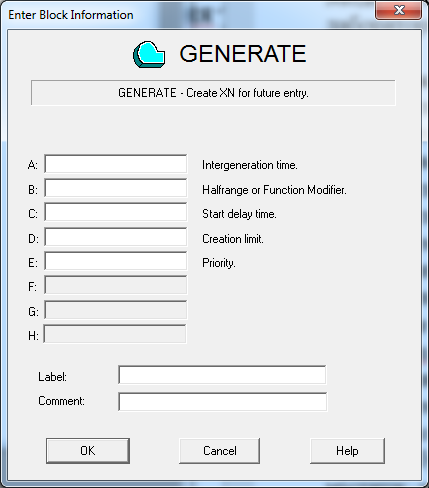 Enter Block Information
GENERATE
GENERATE - Create XN for future entry.
A: Intergeneration time.
B: Halfrange or Function Modifier.
C: Start delay time.
D: Creation limit.
E: Priority.
F:
G:
H:
Label:
Comment:
OK Cancel Help